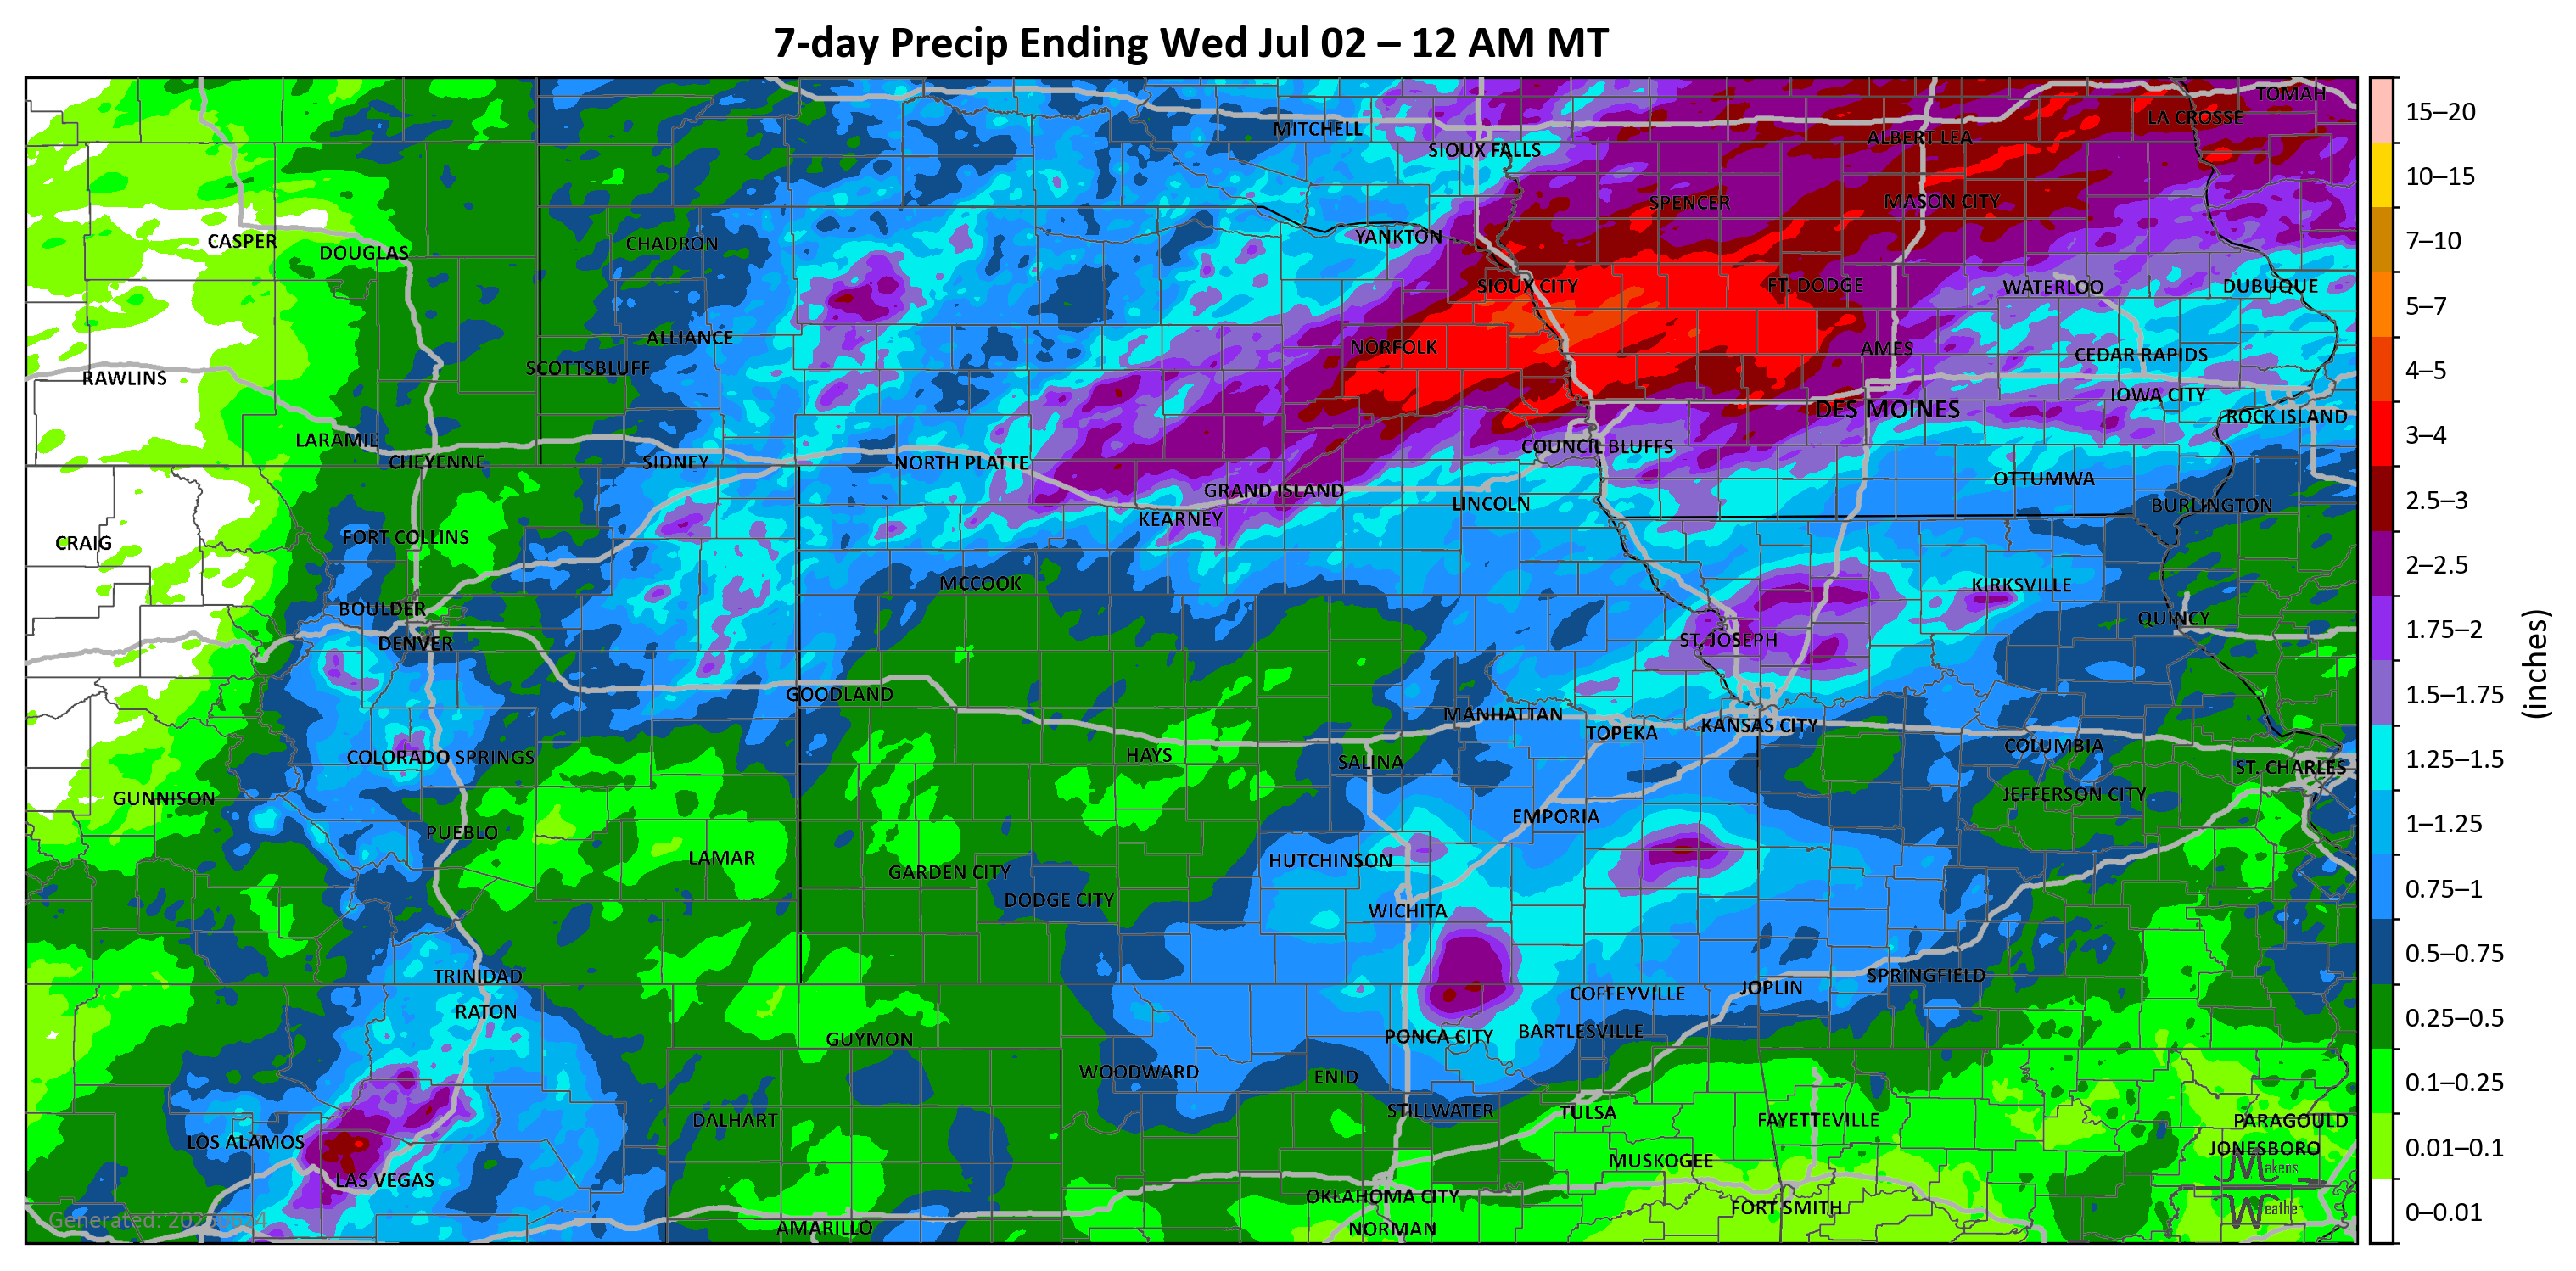 7-day Precip Ending Wed Jul 02 – 12 AM MT
TOMAH
LA CROSSE
MITCHELL
ALBERT LEA
SIOUX FALLS
SPENCER
MASON CITY
YANKTON
CASPER
DOUGLAS
CHADRON
SIOUX CITY
FT. DODGE
WATERLOO
DUBUQUE
ALLIANCE
NORFOLK
AMES
CEDAR RAPIDS
SCOTTSBLUFF
RAWLINS
IOWA CITY
DES MOINES
ROCK ISLAND
LARAMIE
COUNCIL BLUFFS
CHEYENNE
SIDNEY
NORTH PLATTE
OTTUMWA
GRAND ISLAND
LINCOLN
BURLINGTON
KEARNEY
FORT COLLINS
CRAIG
MCCOOK
KIRKSVILLE
BOULDER
QUINCY
DENVER
ST. JOSEPH
GOODLAND
MANHATTAN
KANSAS CITY
TOPEKA
COLUMBIA
COLORADO SPRINGS
HAYS
SALINA
ST. CHARLES
GUNNISON
JEFFERSON CITY
EMPORIA
PUEBLO
LAMAR
HUTCHINSON
GARDEN CITY
DODGE CITY
WICHITA
TRINIDAD
SPRINGFIELD
JOPLIN
COFFEYVILLE
RATON
BARTLESVILLE
PONCA CITY
GUYMON
WOODWARD
ENID
STILLWATER
TULSA
DALHART
FAYETTEVILLE
PARAGOULD
LOS ALAMOS
JONESBORO
MUSKOGEE
Makens
LAS VEGAS
OKLAHOMA CITY
FORT SMITH
Weather
AMARILLO
NORMAN
Generated:
15–20
10–15
7–10
5–7
4–5
3–4
2.5–3
2–2.5
1.75–2
1.5–1.75
1.25–1.5
1–1.25
0.75–1
0.5–0.75
0.25–0.5
0.1–0.25
0.01–0.1
0–0.01
(inches)